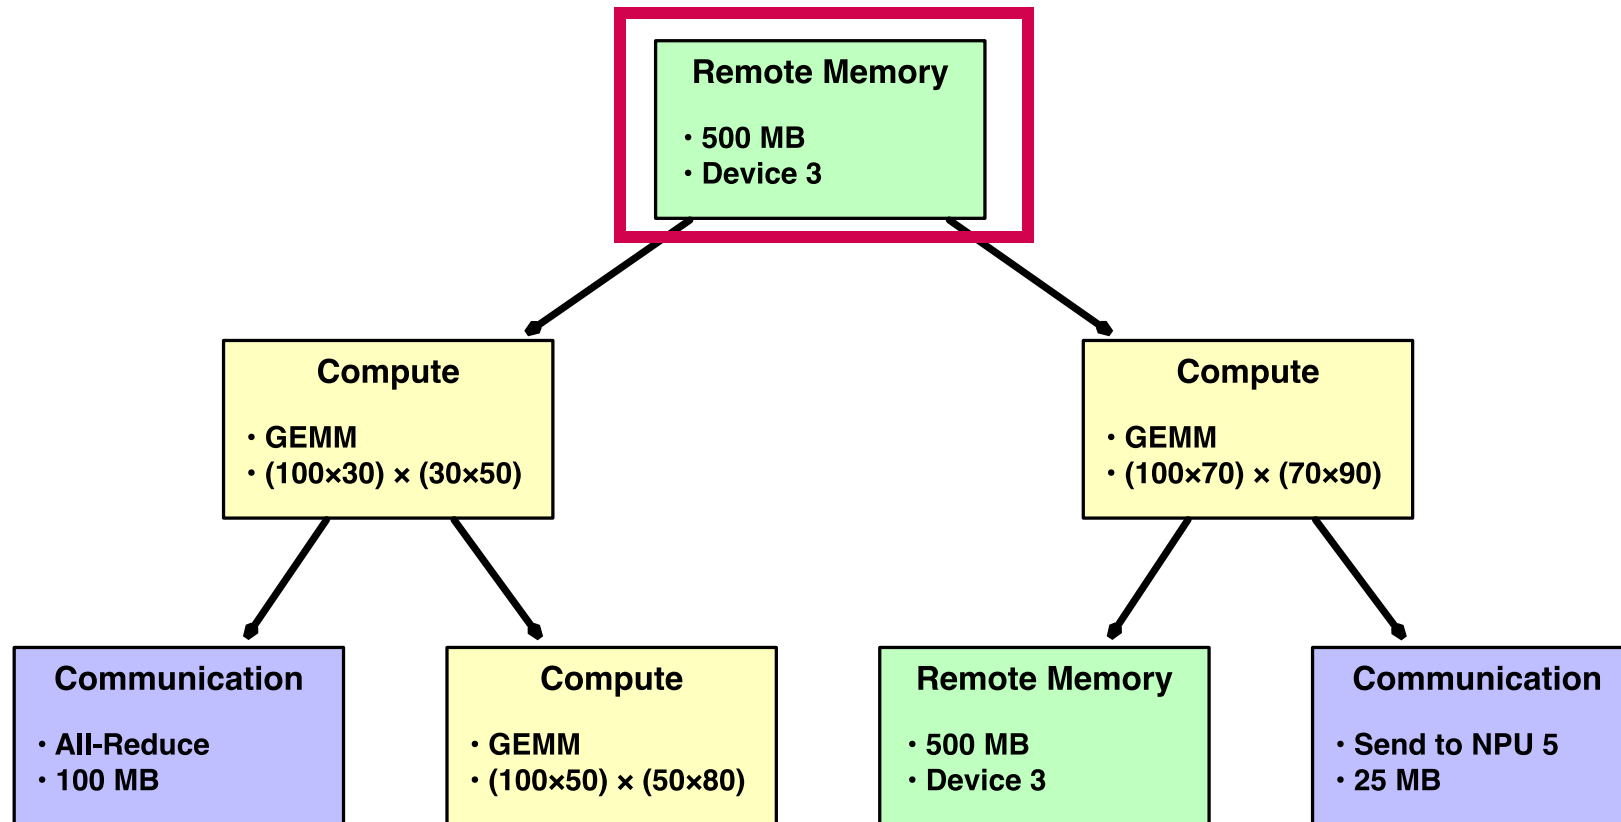 Remote Memory
· 500 MB
· Device 3
Compute
· GEMM
· (100×30) × (30×50)
Compute
· GEMM
· (100×70) × (70×90)
Communication
· All-Reduce
· 100 MB
Compute
· GEMM
· (100×50) × (50×80)
Remote Memory
· 500 MB
· Device 3
Communication
· Send to NPU 5
· 25 MB